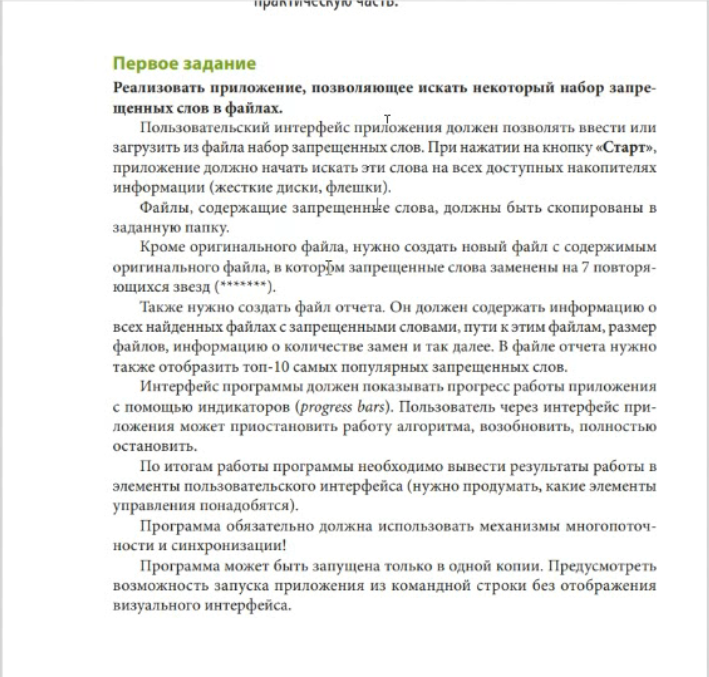 практическую часть.
Первое задание
Реализовать приложение, позволяющее искать некоторый набор запре-
щенных слов в файлах.
Пользовательский интерфейс приложения должен позволять ввести или
загрузить из файла набор запрещенных слов. При нажатии на кнопку «Старт»,
приложение должно начать искать эти слова на всех доступных накопителях
информации (жесткие диски, флешки).
Файлы, содержащие запрещенные слова, должны быть скопированы в
заданную папку.
Кроме оригинального файла, нужно создать новый файл с содержимым
оригинального файла, в котором запрещенные слова заменены на 7 повторя-
ющихся звезд (*******).
Также нужно создать файл отчета. Он должен содержать информацию о
всех найденных файлах с запрещенными словами, пути к этим файлам, размер
файлов, информацию о количестве замен и так далее. В файле отчета нужно
также отобразить топ-10 самых популярных запрещенных слов.
Интерфейс программы должен показывать прогресс работы приложения
с помощью индикаторов (progress bars). Пользователь через интерфейс при-
ложения может приостановить работу алгоритма, возобновить, полностью
остановить.
По итогам работы программы необходимо вывести результаты работы в
элементы пользовательского интерфейса (нужно продумать, какие элементы
управления понадобятся).
Программа обязательно должна использовать механизмы многопоточ-
ности и синхронизации!
Программа может быть запущена только в одной копии. Предусмотреть
возможность запуска приложения из командной строки без отображения
визуального интерфейса.